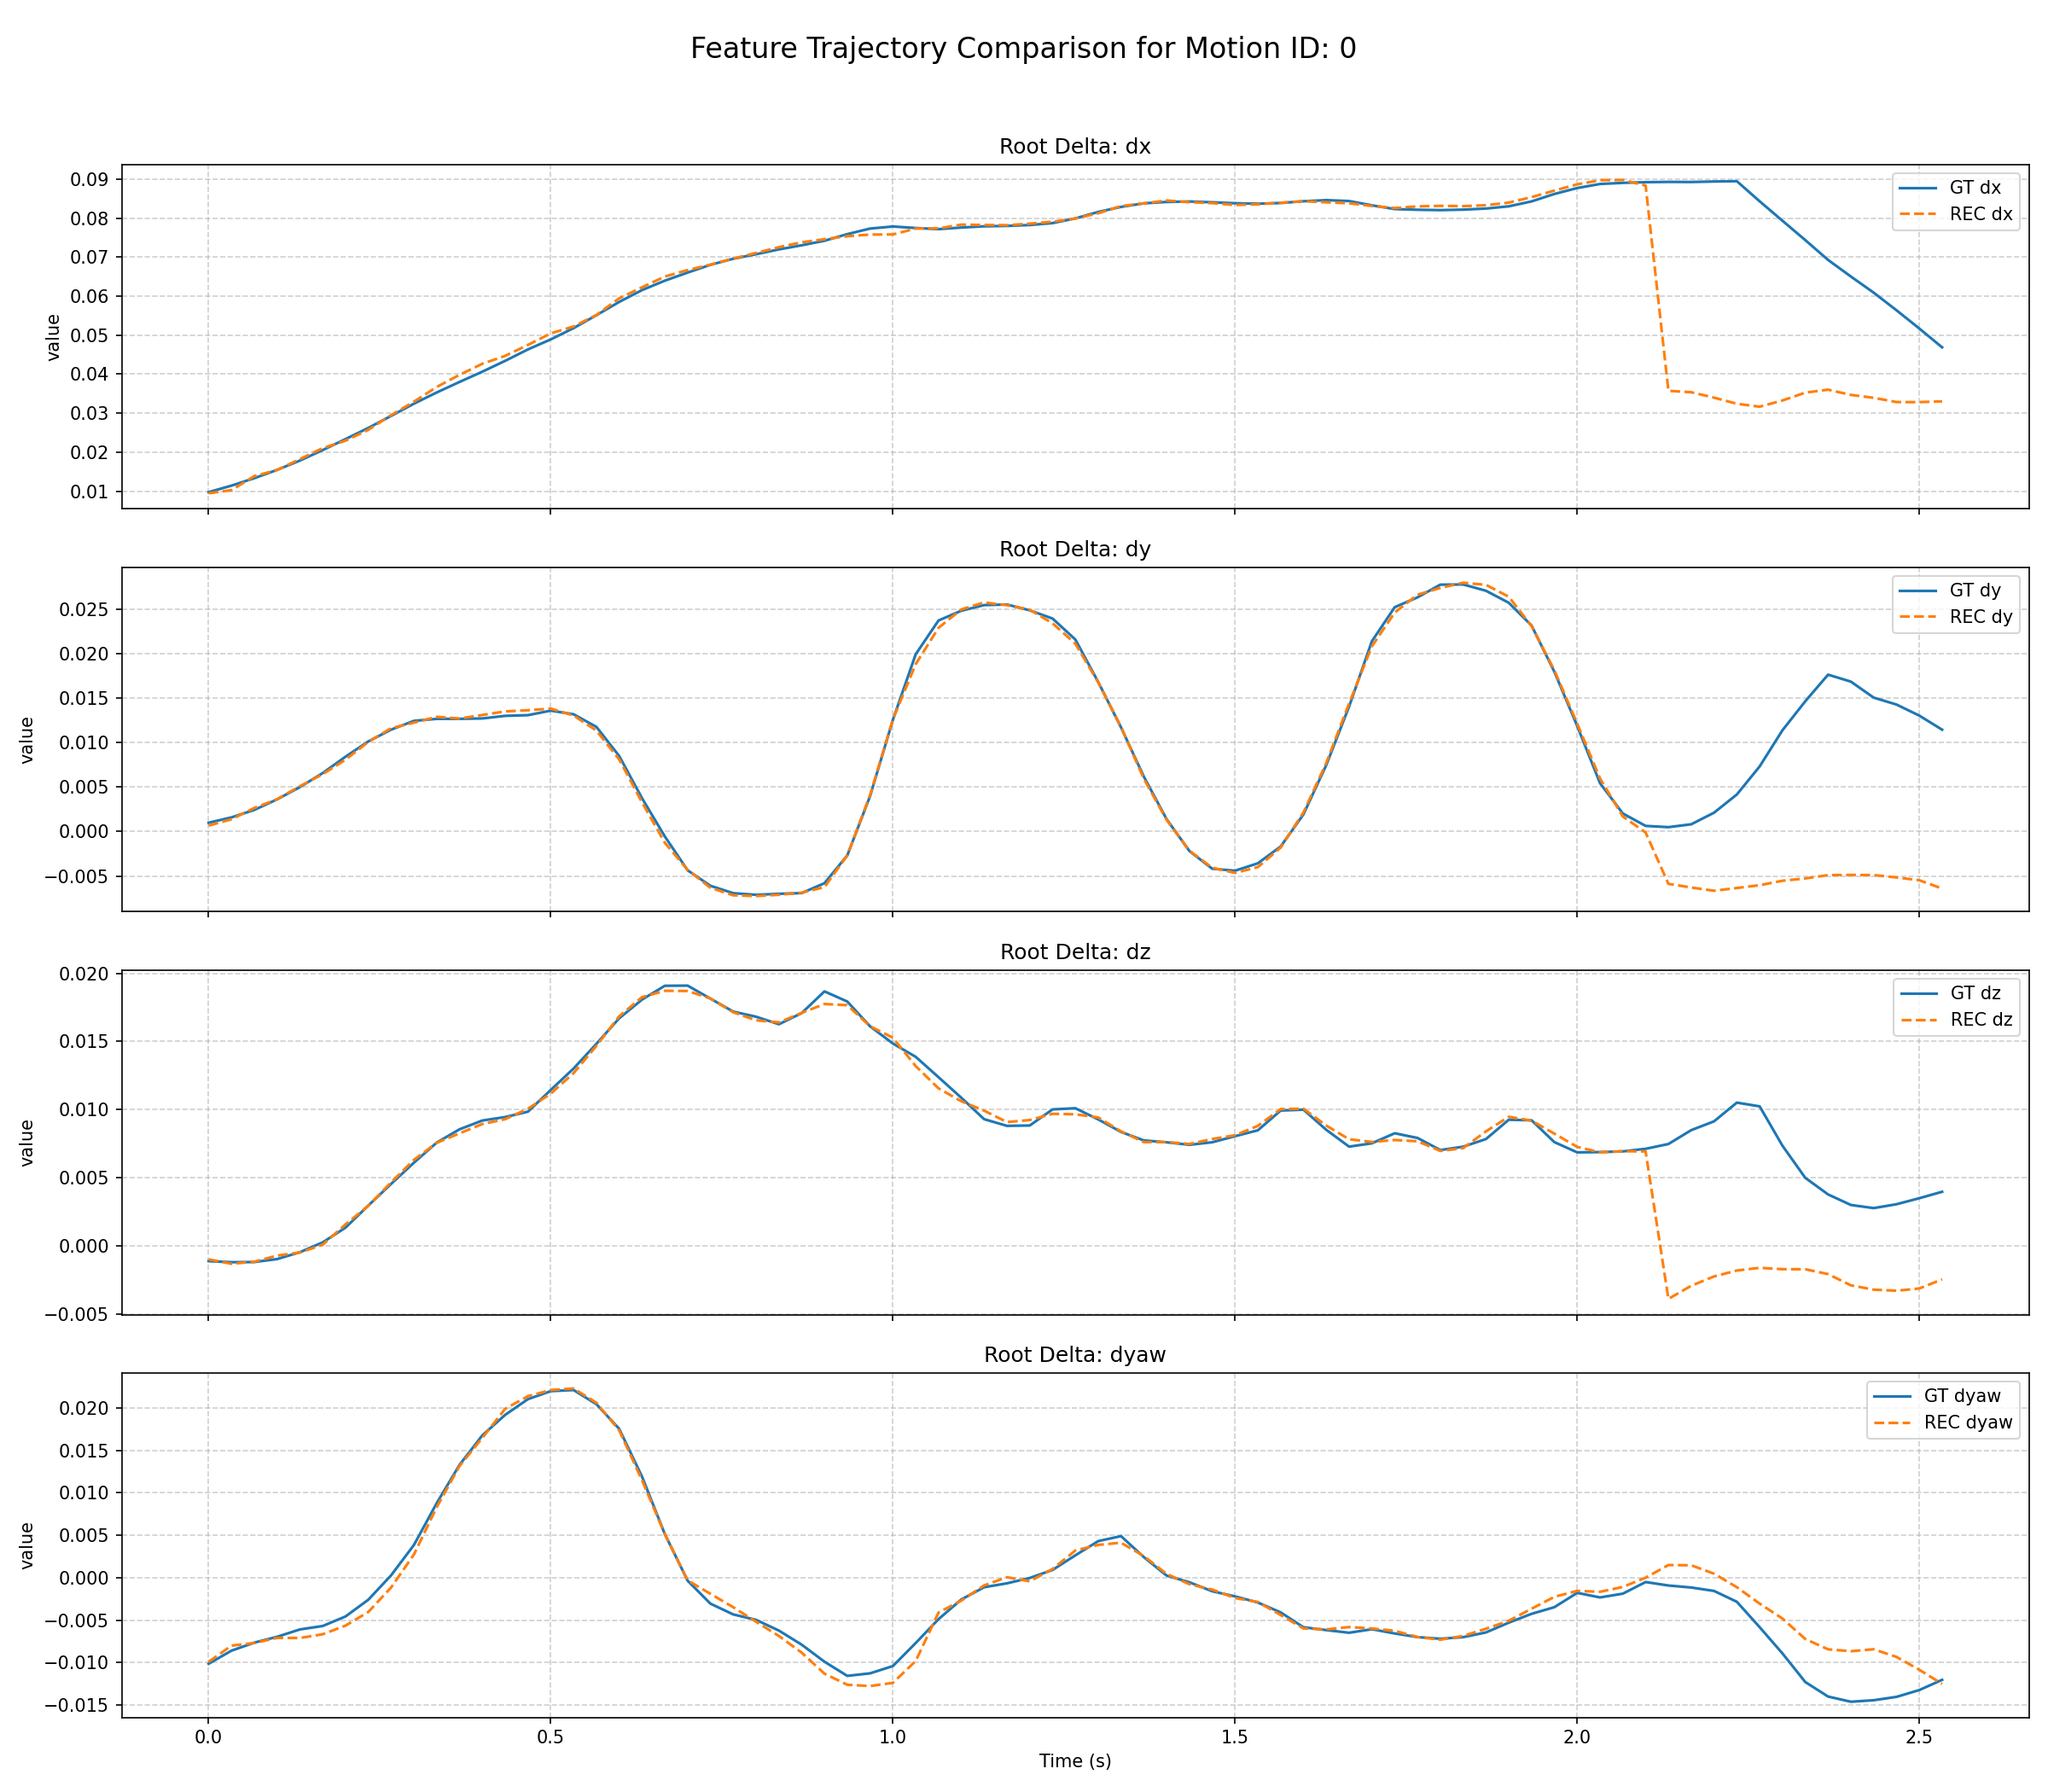 Feature Trajectory Comparison for Motion ID: 0
Root Delta: dx
0.09
0.08
0.07
0.06
0.05
0.04
0.03
0.02
0.01
value
GT dx
REC dx
Root Delta: dy
0.025
0.020
0.015
0.010
0.005
0.000
−0.005
value
GT dy
REC dy
Root Delta: dz
0.020
0.015
0.010
0.005
0.000
−0.005
value
GT dz
REC dz
Root Delta: dyaw
0.020
0.015
0.010
0.005
0.000
−0.005
−0.010
−0.015
value
GT dyaw
REC dyaw
0.0 0.5 1.0 1.5 2.0 2.5
Time (s)